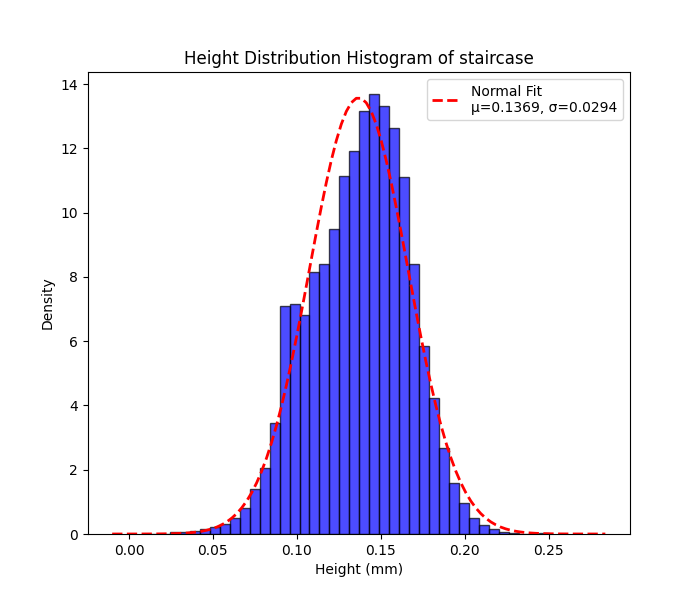 Height Distribution Histogram of staircase
Normal Fit
μ=0.1369, σ=0.0294
Density
14
12
10
8
6
4
2
0
0.00 0.05 0.10 0.15 0.20 0.25
Height (mm)